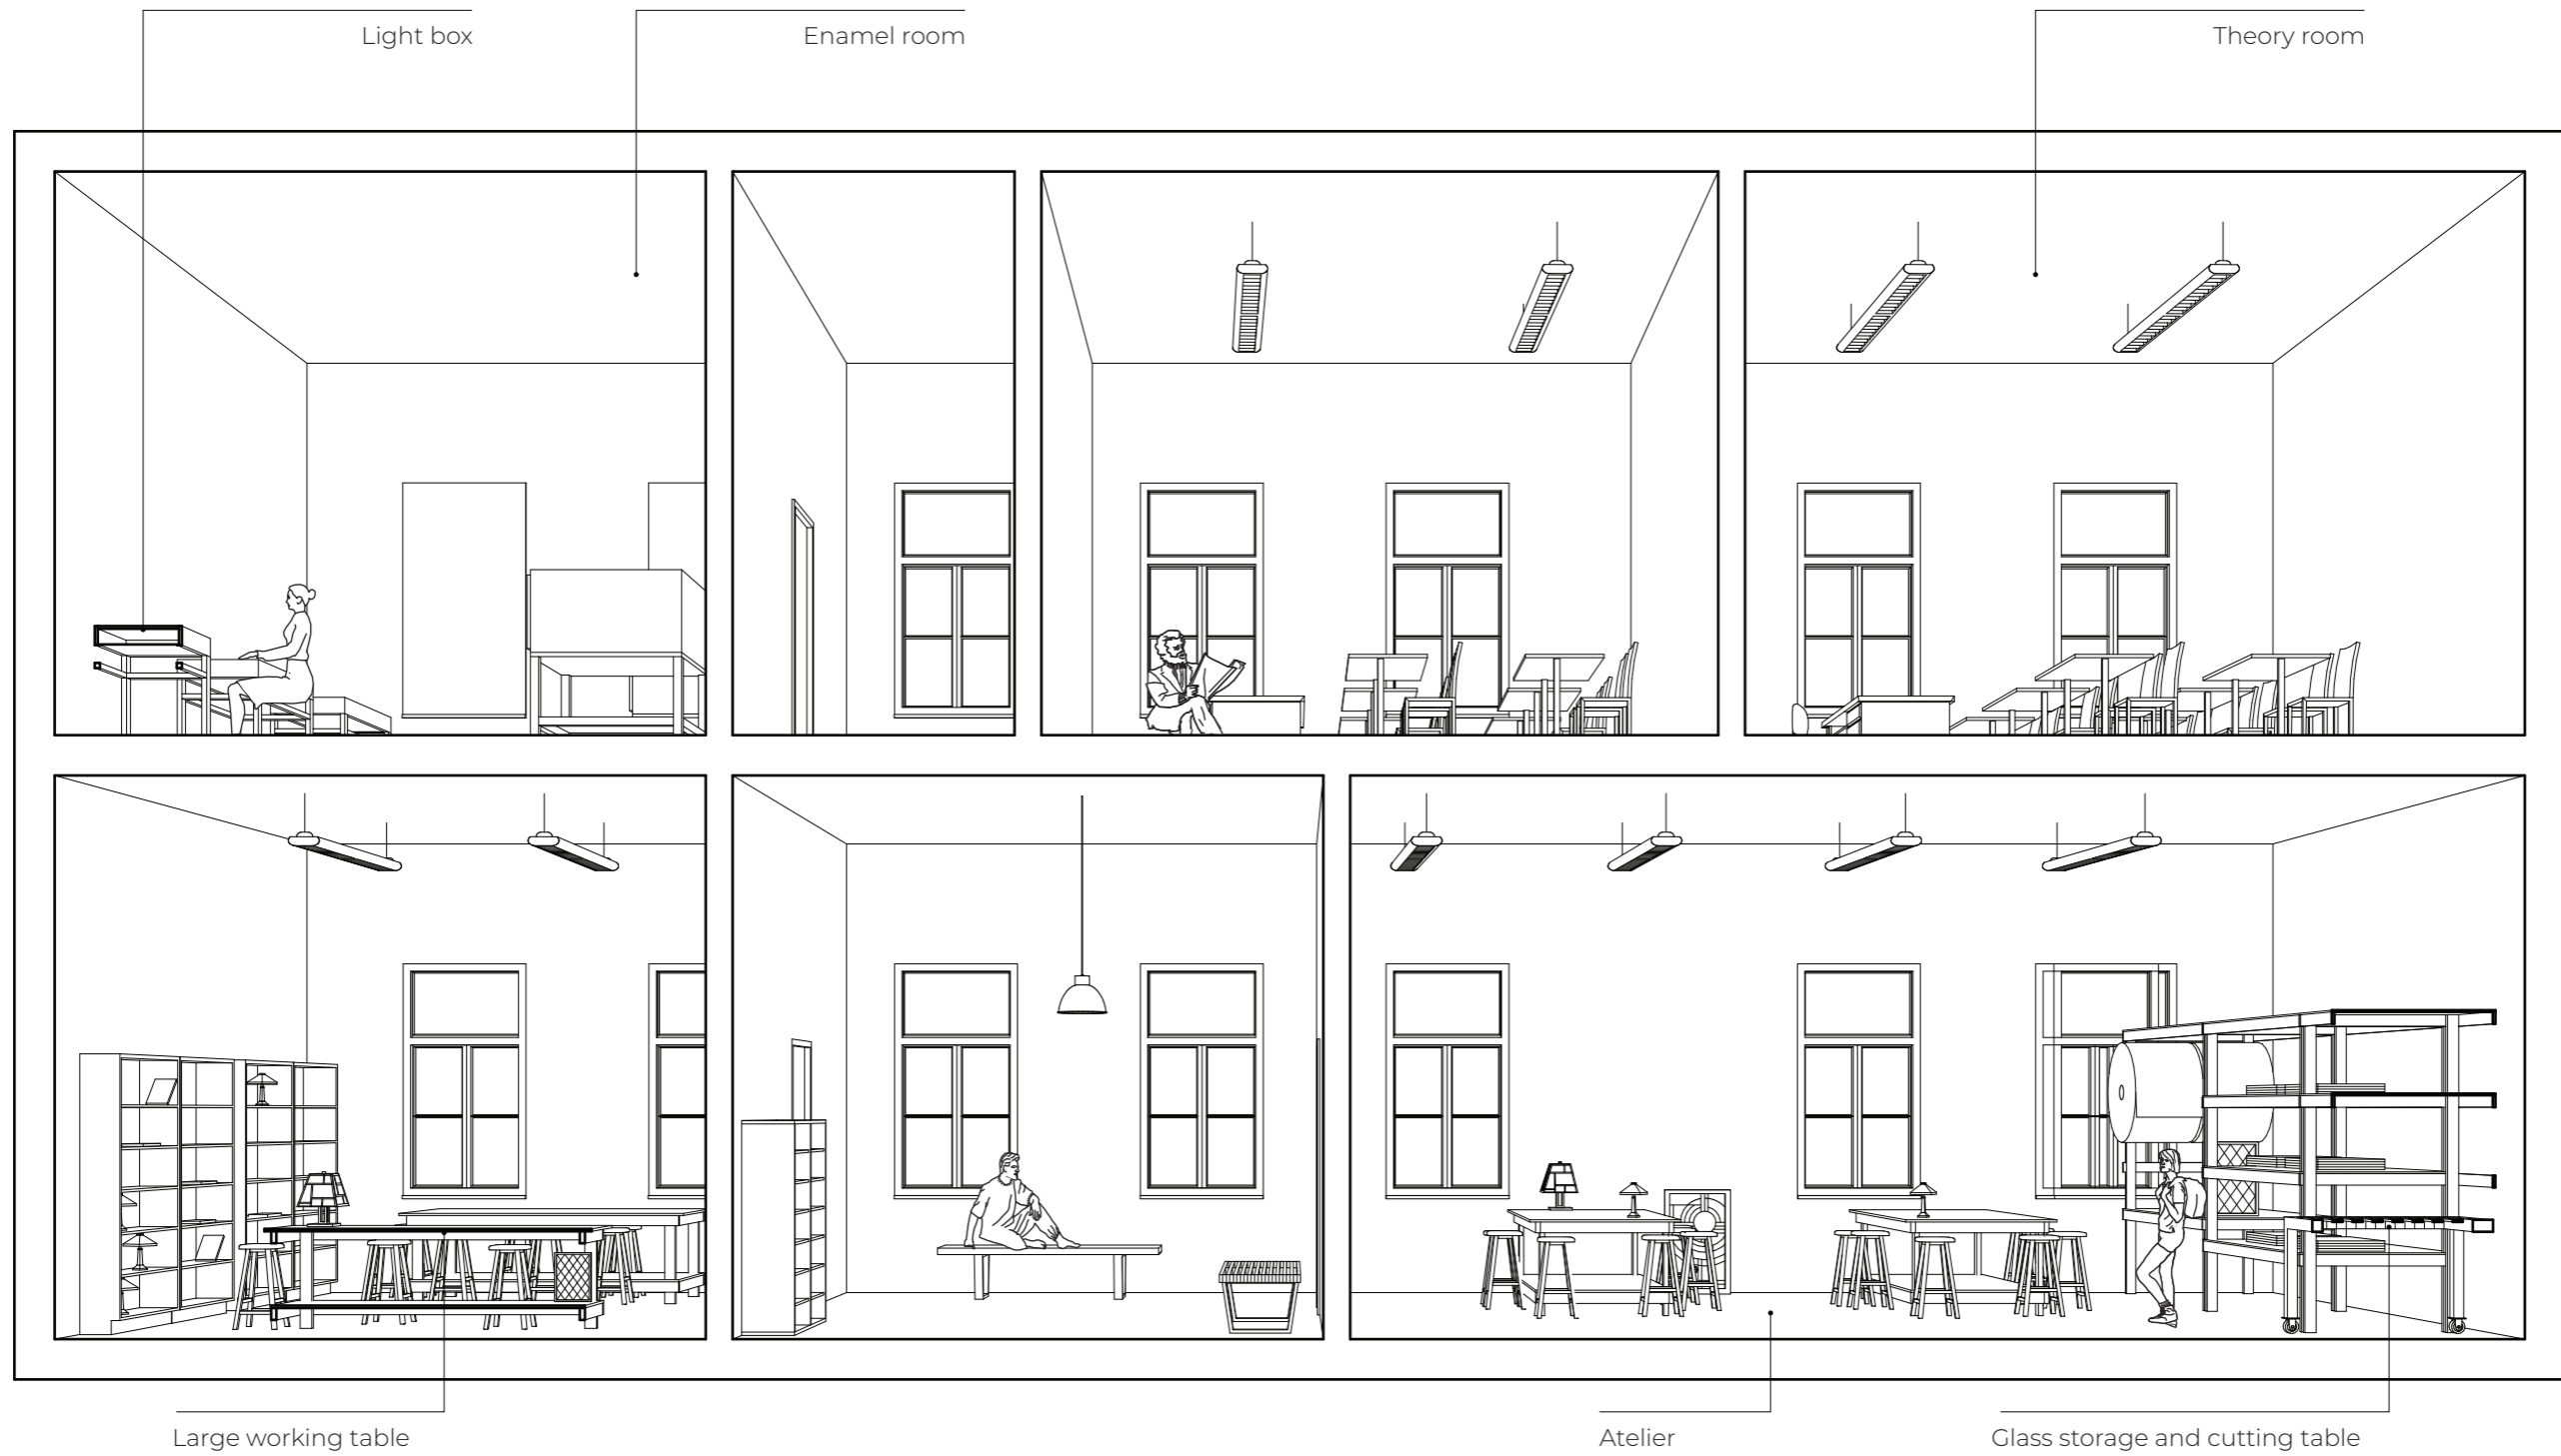 Light box
Enamel room
Theory room
Large working table
Atelier
Glass storage and cutting table